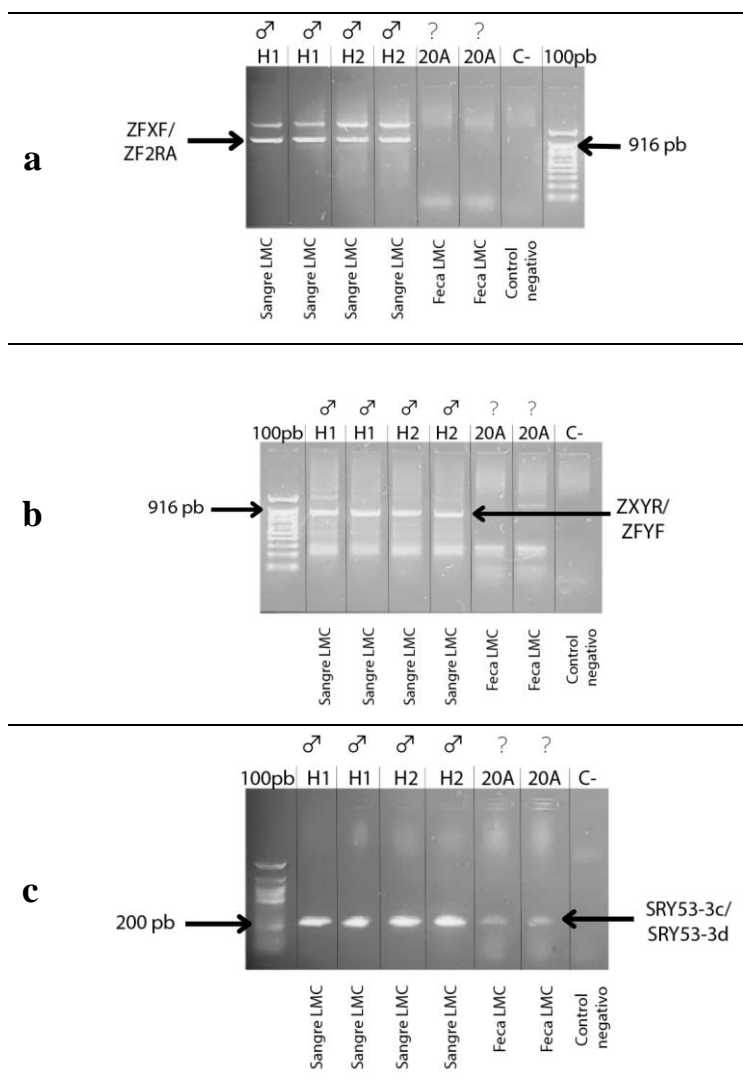 ♂ ♂ ♂ ♂ ? ?
H1 H1 H2 H2 20A 20A C- 100pb
ZFXF/
ZF2RA
916 pb
a
Sangre LMC
Sangre LMC
Sangre LMC
Sangre LMC
Feca LMC
Feca LMC
Control
negativo
♂ ♂ ♂ ♂ ? ?
100pb H1 H1 H2 H2 20A 20A C-
916 pb
ZXYR/
ZFYF
b
Sangre LMC
Sangre LMC
Sangre LMC
Sangre LMC
Feca LMC
Feca LMC
Control
negativo
♂ ♂ ♂ ♂ ? ?
100pb H1 H1 H2 H2 20A 20A C-
c
200 pb
SRY53-3c/
SRY53-3d
Sangre LMC
Sangre LMC
Sangre LMC
Sangre LMC
Feca LMC
Feca LMC
Control
negativo